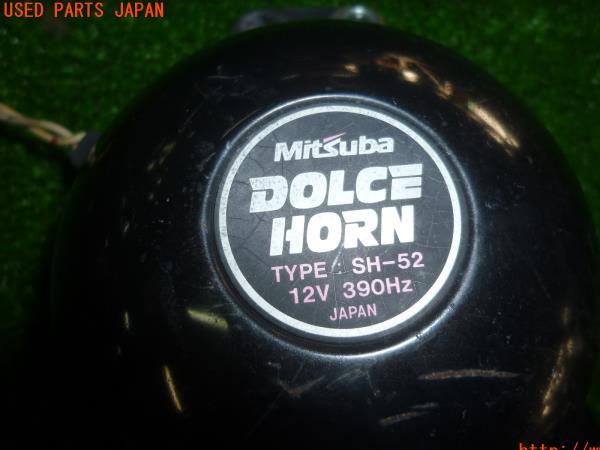 USED PARTS JAPAN
Mitsuba
DOLCE
HORN
TYPE SH-52
12V 390Hz
JAPAN